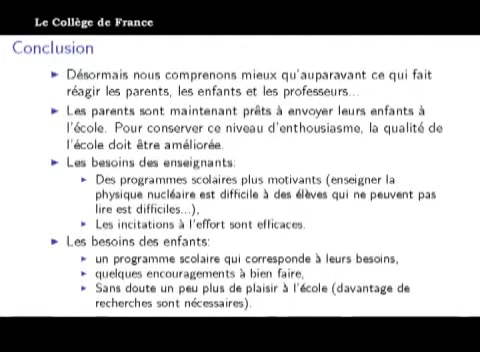 Le Collège de France
Conclusion
► Désormais nous comprenons mieux qu'auparavant ce qui fait
réagir les parents, les enfants et les professeurs...
► Les parents sont maintenant prêts à envoyer leurs enfants à
l'école. Pour conserver ce niveau d'enthousiasme, la qualité de
l'école doit être améliorée.
► Les besoins des enseignants:
► Des programmes scolaires plus motivants (enseigner la
physique nucléaire est difficile à des élèves qui ne peuvent pas
lire est difficiles...),
► Les incitations à l'effort sont efficaces.
► Les besoins des enfants:
► un programme scolaire qui corresponde à leurs besoins,
► quelques encouragements à bien faire,
► Sans doute un peu plus de plaisir à l'école (davantage de
recherches sont nécessaires).